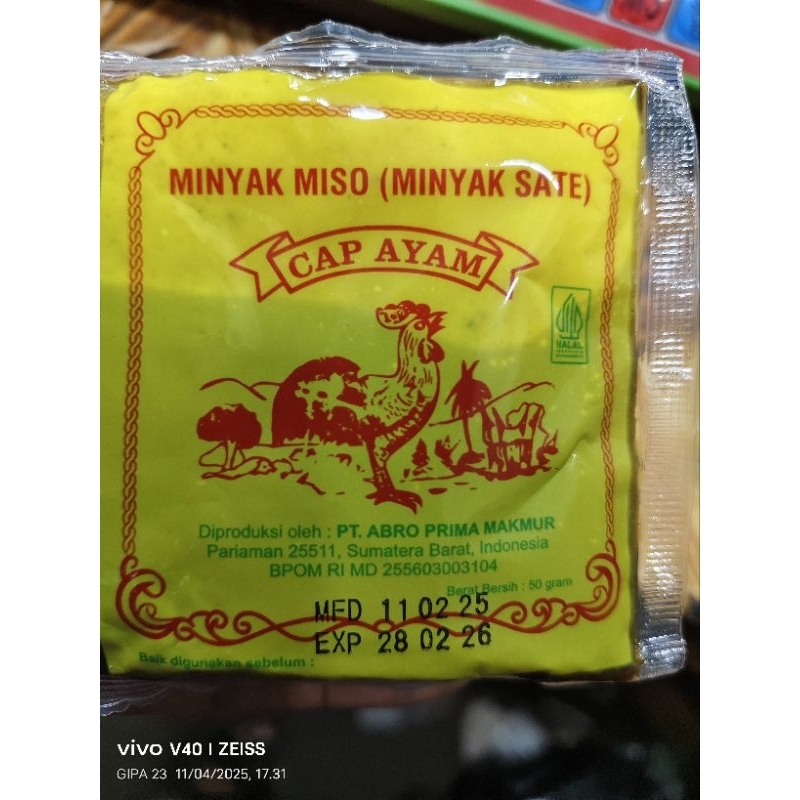 MINYAK MISO (MINYAK SATE)
CAP AYAM
HALAL
INDONESIA
Diproduksi oleh : PT. ABRO PRIMA MAKMUR
Pariaman 25511, Sumatera Barat, Indonesia
BPOM RI MD 255603003104
Berat Bersih : 50 gram
MFD 11 02 25
EXP 28 02 26
Baik digunakan sebelum :
vivo V40 | ZEISS
GIPA 23 11/04/2025, 17.31